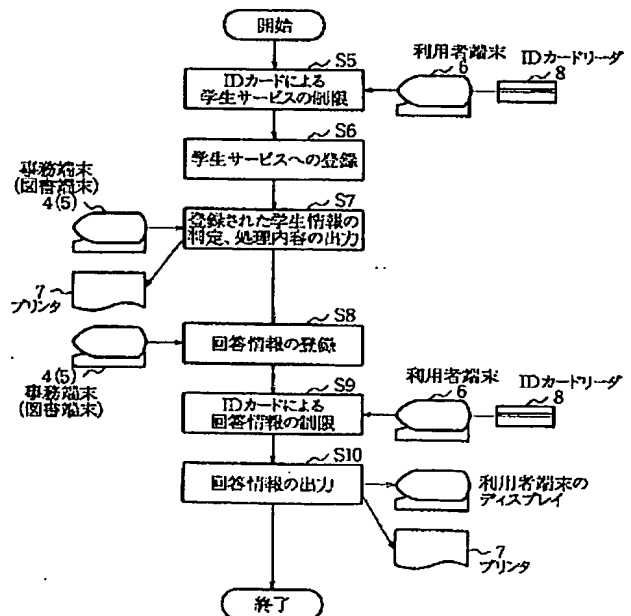 開始
S5
IDカードによる
学生サービスの制限
利用者端末
6
IDカードリーダ
8
S6
学生サービスへの登録
事務端末
(図書端末)
4(5)
S7
登録された学生情報の
判定、処理内容の出力
7
プリンタ
S8
回答情報の登録
4(5)
事務端末
(図書端末)
S9
IDカードによる
回答情報の制限
利用者端末
6
IDカードリーダ
8
S10
回答情報の出力
利用者端末の
ディスプレイ
7
プリンタ
終了